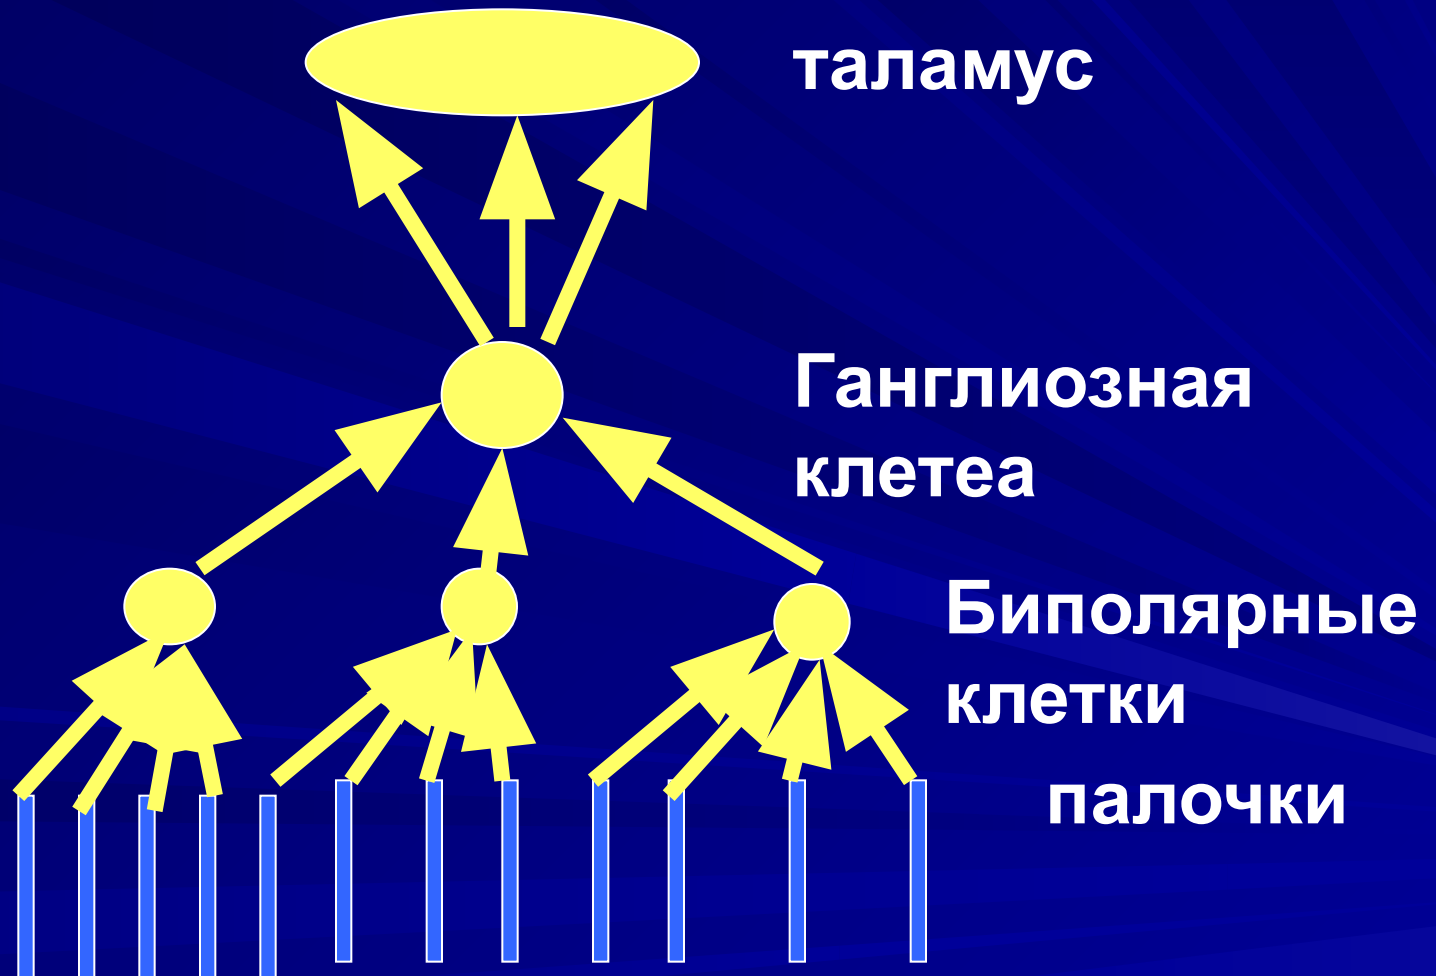 таламус
Ганглиозная
клетеа
Биполярные
клетки
палочки